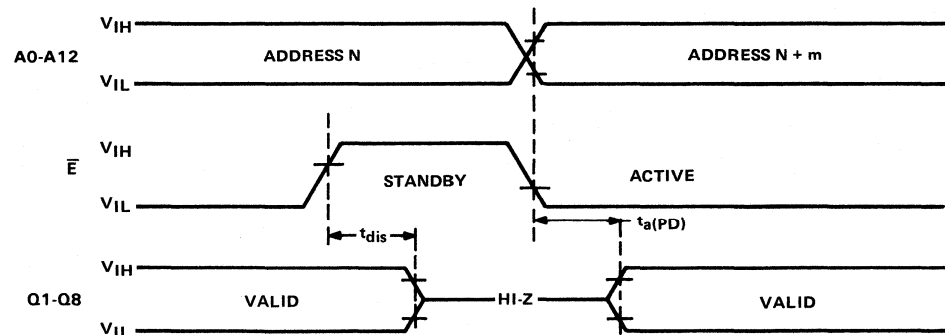 VIH
A0-A12
ADDRESS N
ADDRESS N + m
VIL
VIH
E̅
STANDBY
ACTIVE
VIL
tdis
ta(PD)
VIH
Q1-Q8
VALID
HI-Z
VALID
VIL